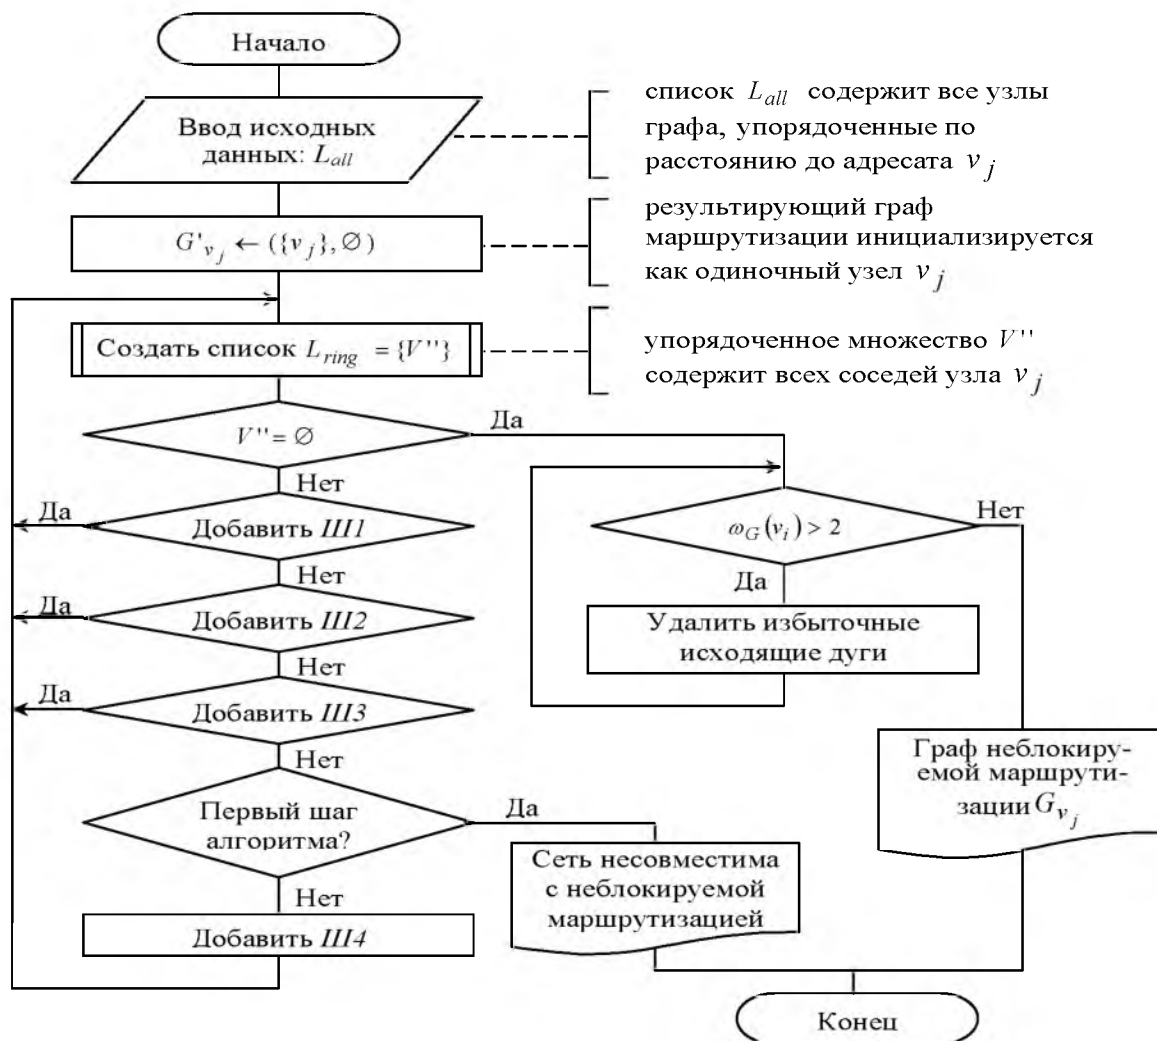 Начало
Ввод исходных
данных: L_all
список L_all содержит все узлы
графа, упорядоченные по
расстоянию до адресата v_j
G'_{v_j} ← ({v_j}, ∅)
результирующий граф
маршрутизации инициализируется
как одиночный узел v_j
Создать список L_ring = {V''}
упорядоченное множество V''
содержит всех соседей узла v_j
V'' = ∅
Да
Нет
Да
Добавить Ш1
Нет
Да
Добавить Ш2
Нет
Да
Добавить Ш3
Нет
Первый шаг
алгоритма?
Да
Нет
Добавить Ш4
ω_G(v_i) > 2
Нет
Да
Удалить избыточные
исходящие дуги
Сеть несовместима
с неблокируемой
маршрутизацией
Граф неблокиру-
емой маршрути-
зации G_{v_j}
Конец